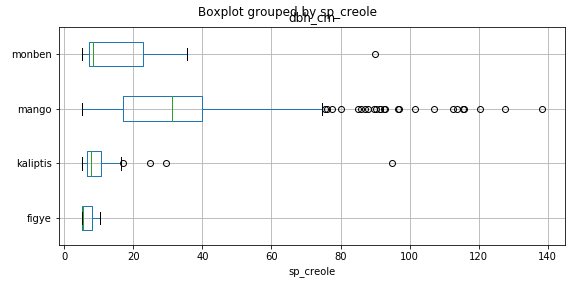 Boxplot grouped by sp_creole
dbh_cm
monben
mango
kaliptis
figye
0 20 40 60 80 100 120 140
sp_creole